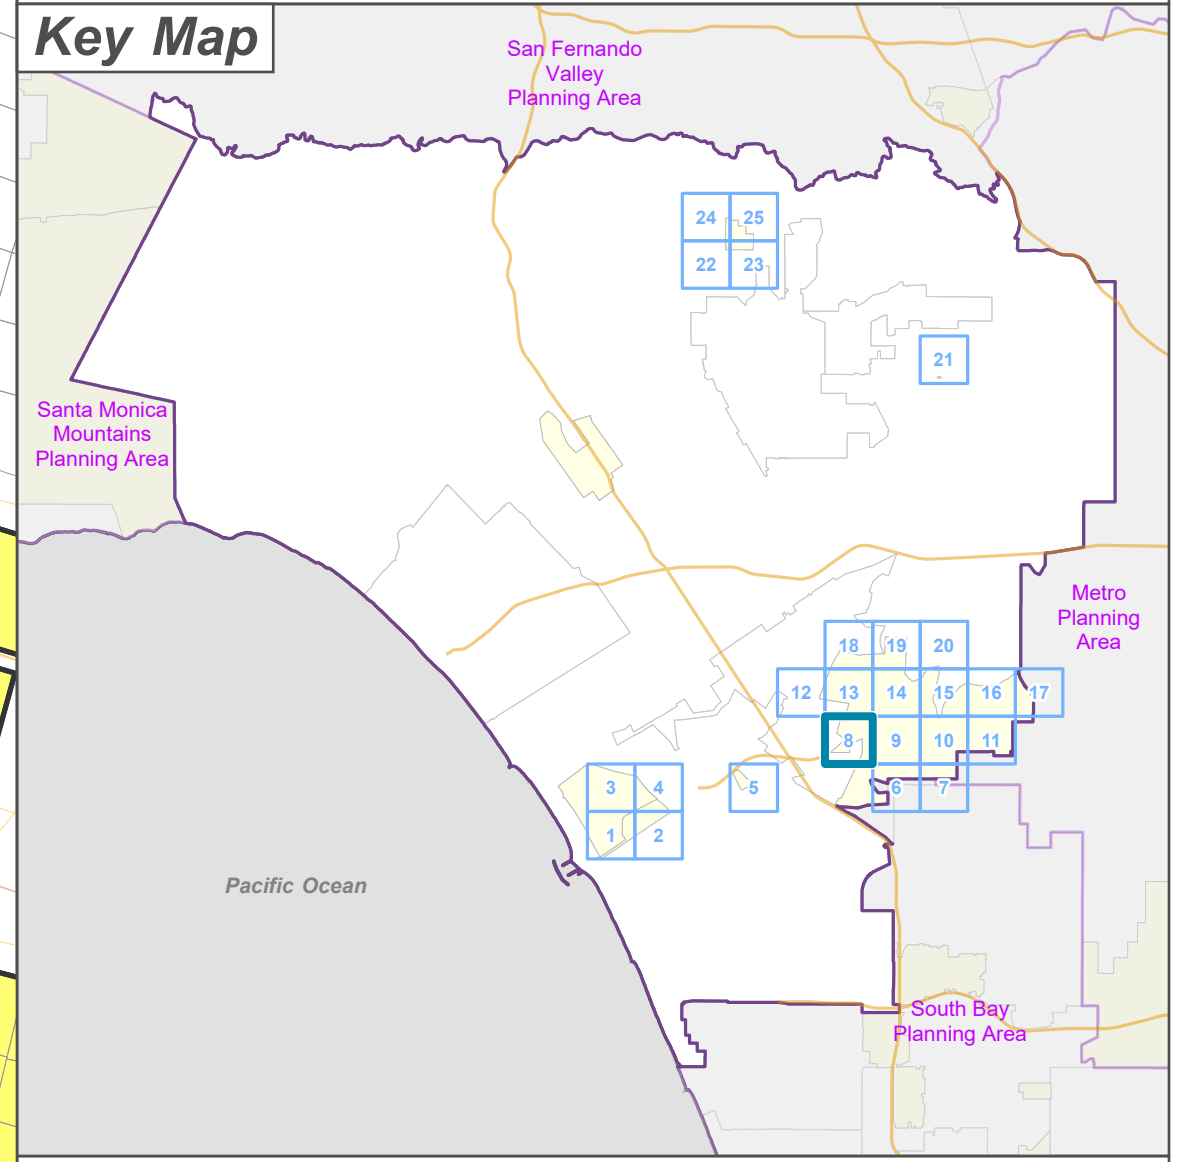 Key Map
San Fernando
Valley
Planning Area
24 25
22 23
21
Santa Monica
Mountains
Planning Area
Metro
Planning
Area
18 19 20
12 13 14 15 16 17
8 9 10 11
3 4 5 6 7
1 2
Pacific Ocean
South Bay
Planning Area